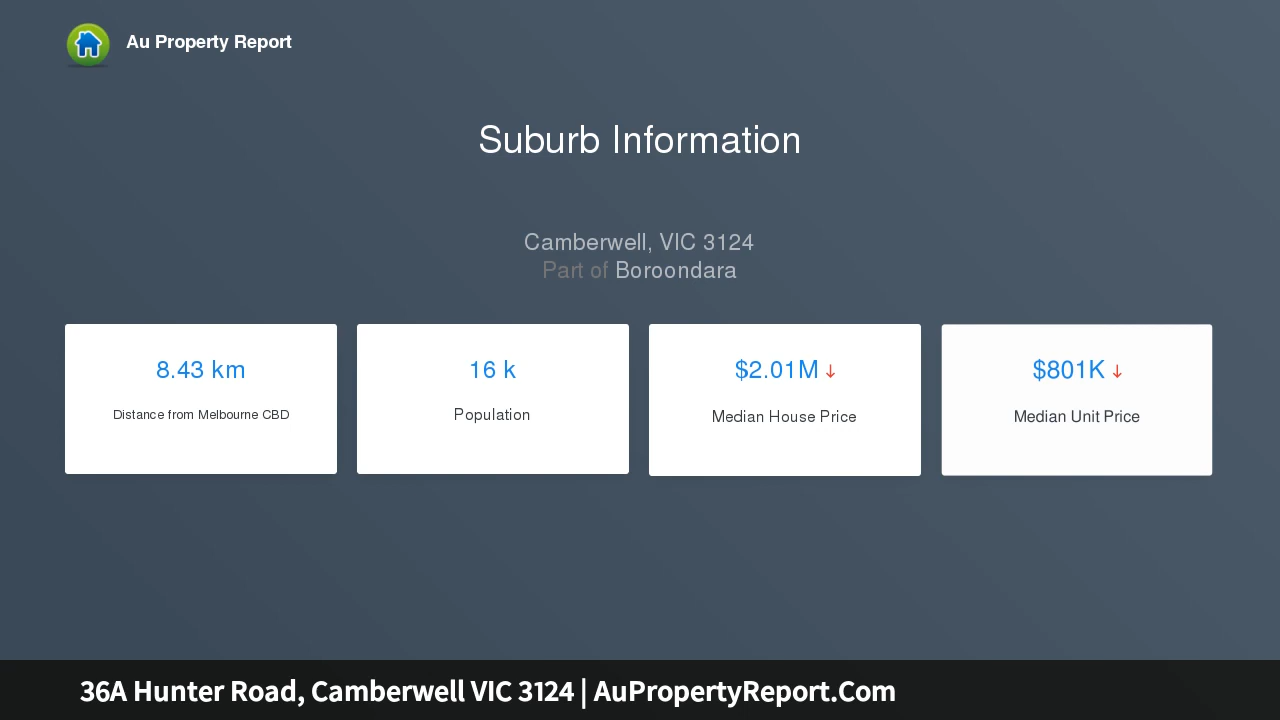 Au Property Report
Suburb Information
Camberwell, VIC 3124
Part of Boroondara
8.43 km
Distance from Melbourne CBD
16 k
Population
$2.01M ↓
Median House Price
$801K ↓
Median Unit Price
36A Hunter Road, Camberwell VIC 3124 | AuPropertyReport.Com